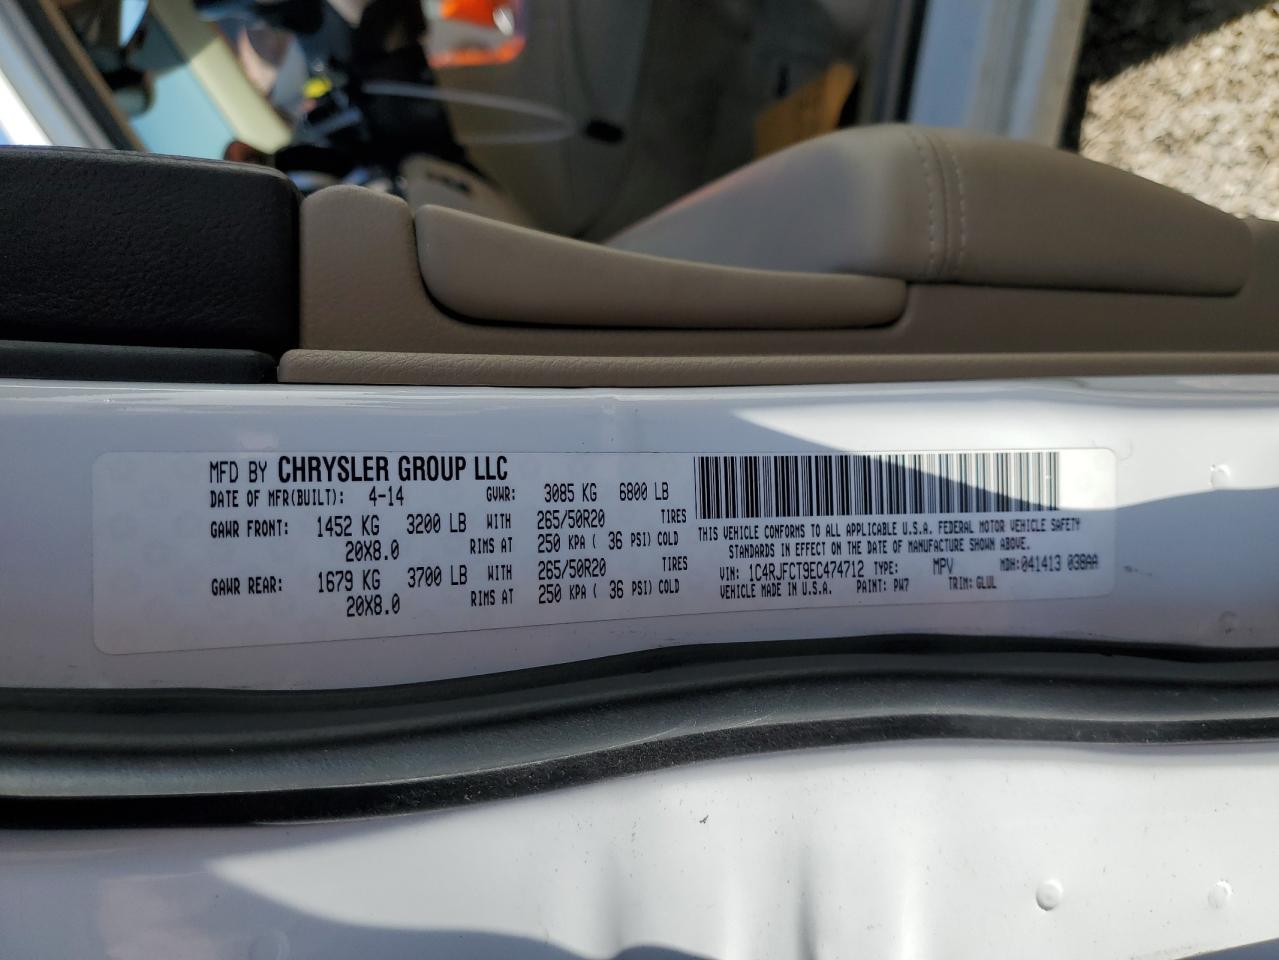 MFD BY CHRYSLER GROUP LLC
DATE OF MFR(BUILT): 4-14 GVWR: 3085 KG 6800 LB
GAWR FRONT: 1452 KG 3200 LB WITH 265/50R20 TIRES
20X8.0 RIMS AT 250 KPA ( 36 PSI) COLD
GAWR REAR: 1679 KG 3700 LB WITH 265/50R20 TIRES
20X8.0 RIMS AT 250 KPA ( 36 PSI) COLD
THIS VEHICLE CONFORMS TO ALL APPLICABLE U.S.A. FEDERAL MOTOR VEHICLE SAFETY
STANDARDS IN EFFECT ON THE DATE OF MANUFACTURE SHOWN ABOVE.
VIN: 1C4RJFCT9EC474712 TYPE: MPV MDH: 041413 038AA
VEHICLE MADE IN U.S.A. PAINT: PW7 TRIM: GLUL